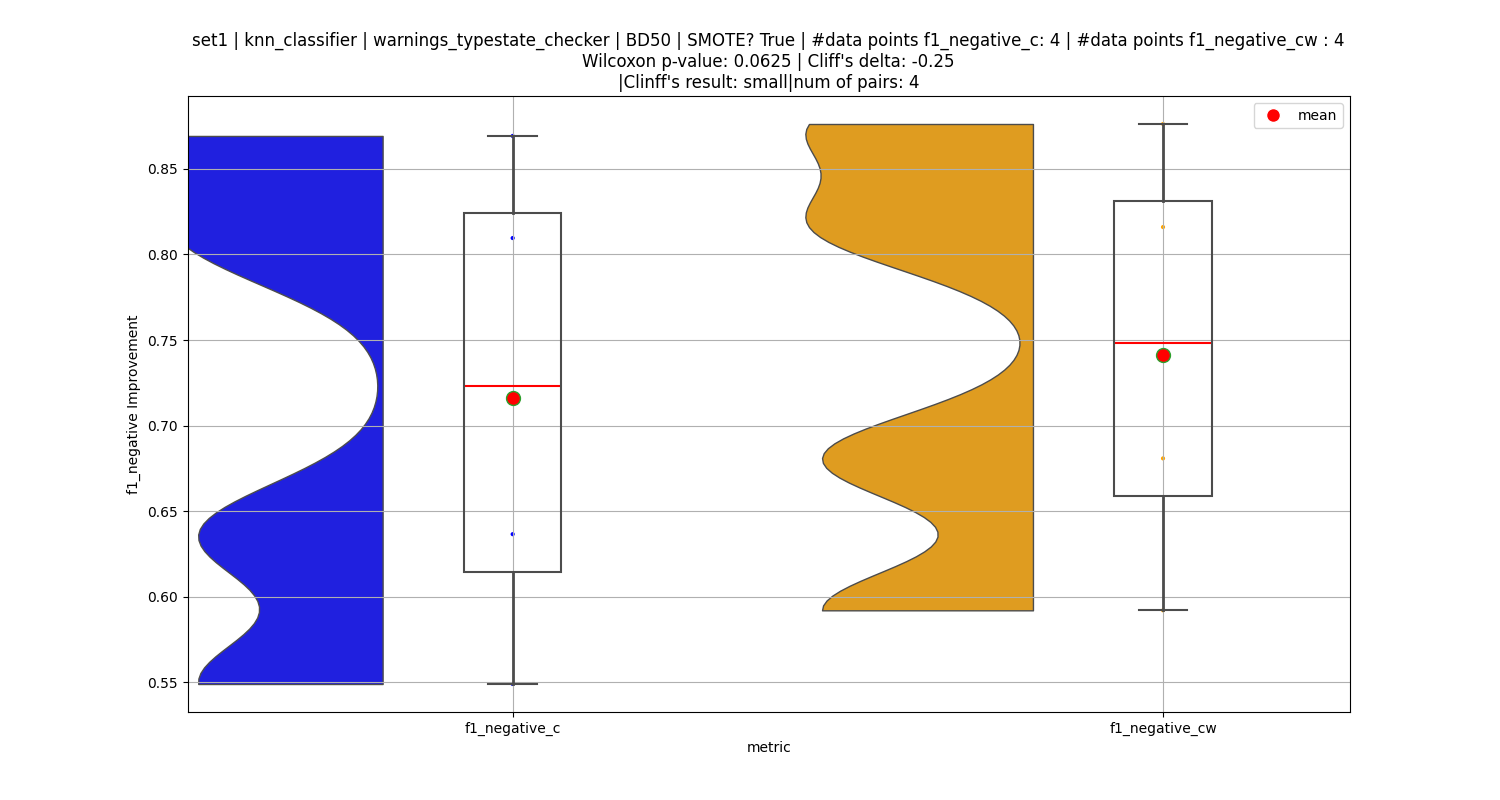 set1 | knn_classifier | warnings_typestate_checker | BD50 | SMOTE? True | #data points f1_negative_c: 4 | #data points f1_negative_cw : 4
Wilcoxon p-value: 0.0625 | Cliff's delta: -0.25
|Clinff's result: small|num of pairs: 4
mean
0.85
0.80
0.75
0.70
0.65
0.60
0.55
f1_negative Improvement
f1_negative_c
f1_negative_cw
metric